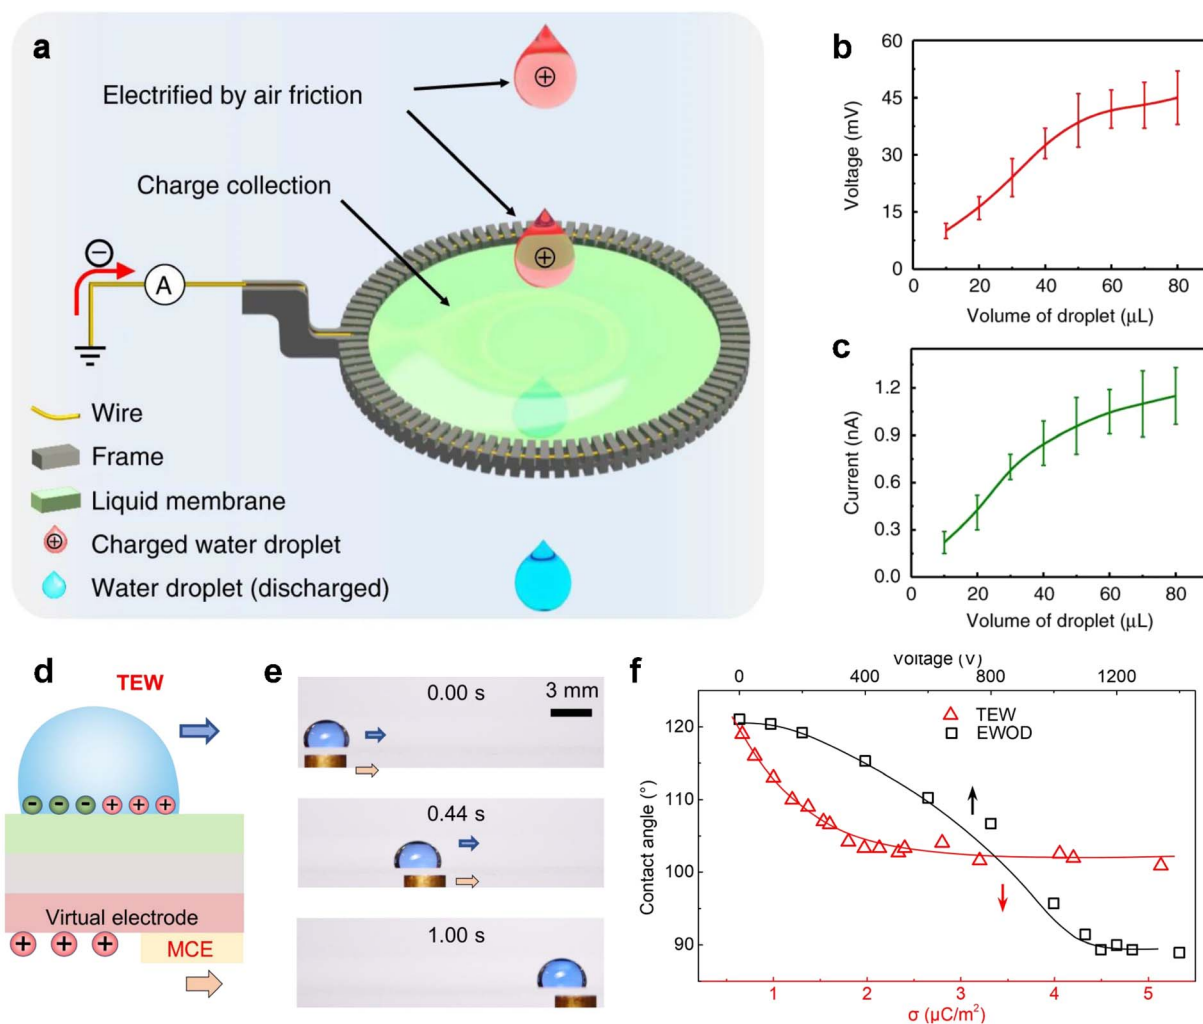 a
Electrified by air friction
Charge collection
A
Wire
Frame
Liquid membrane
Charged water droplet
Water droplet (discharged)
b
60
45
30
15
0
Voltage (mV)
0 20 40 60 80
Volume of droplet (μL)
c
1.2
0.9
0.6
0.3
0.0
Current (nA)
0 20 40 60 80
Volume of droplet (μL)
d
TEW
- - - + + +
Virtual electrode
+ + +
MCE
e
0.00 s
3 mm
0.44 s
1.00 s
f
Voltage (V)
0 400 800 1200
TEW
EWOD
120
110
100
90
Contact angle (°)
1 2 3 4 5
σ (μC/m²)